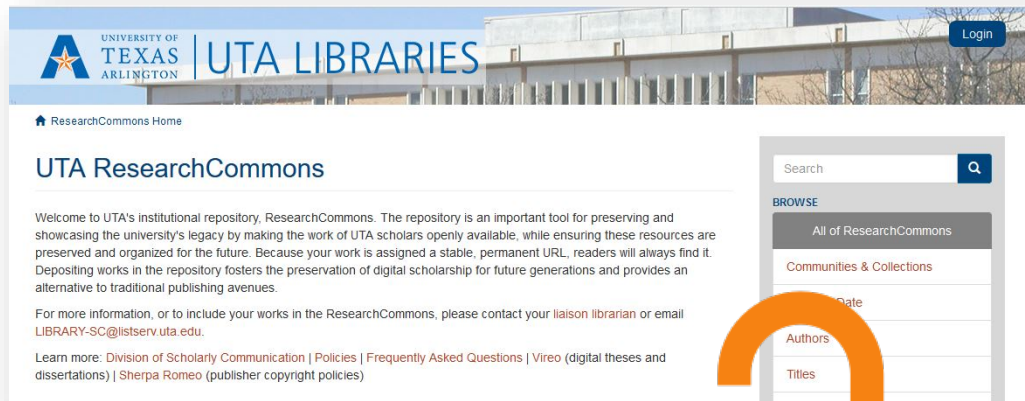 UNIVERSITY OF
TEXAS
ARLINGTON
UTA LIBRARIES
Login
ResearchCommons Home
UTA ResearchCommons
Welcome to UTA's institutional repository, ResearchCommons. The repository is an important tool for preserving and
showcasing the university's legacy by making the work of UTA scholars openly available, while ensuring these resources are
preserved and organized for the future. Because your work is assigned a stable, permanent URL, readers will always find it.
Depositing works in the repository fosters the preservation of digital scholarship for future generations and provides an
alternative to traditional publishing avenues.
For more information, or to include your works in the ResearchCommons, please contact your liaison librarian or email
LIBRARY-SC@listserv.uta.edu.
Learn more: Division of Scholarly Communication | Policies | Frequently Asked Questions | Vireo (digital theses and
dissertations) | Sherpa Romeo (publisher copyright policies)
Search
BROWSE
All of ResearchCommons
Communities & Collections
Date
Authors
Titles